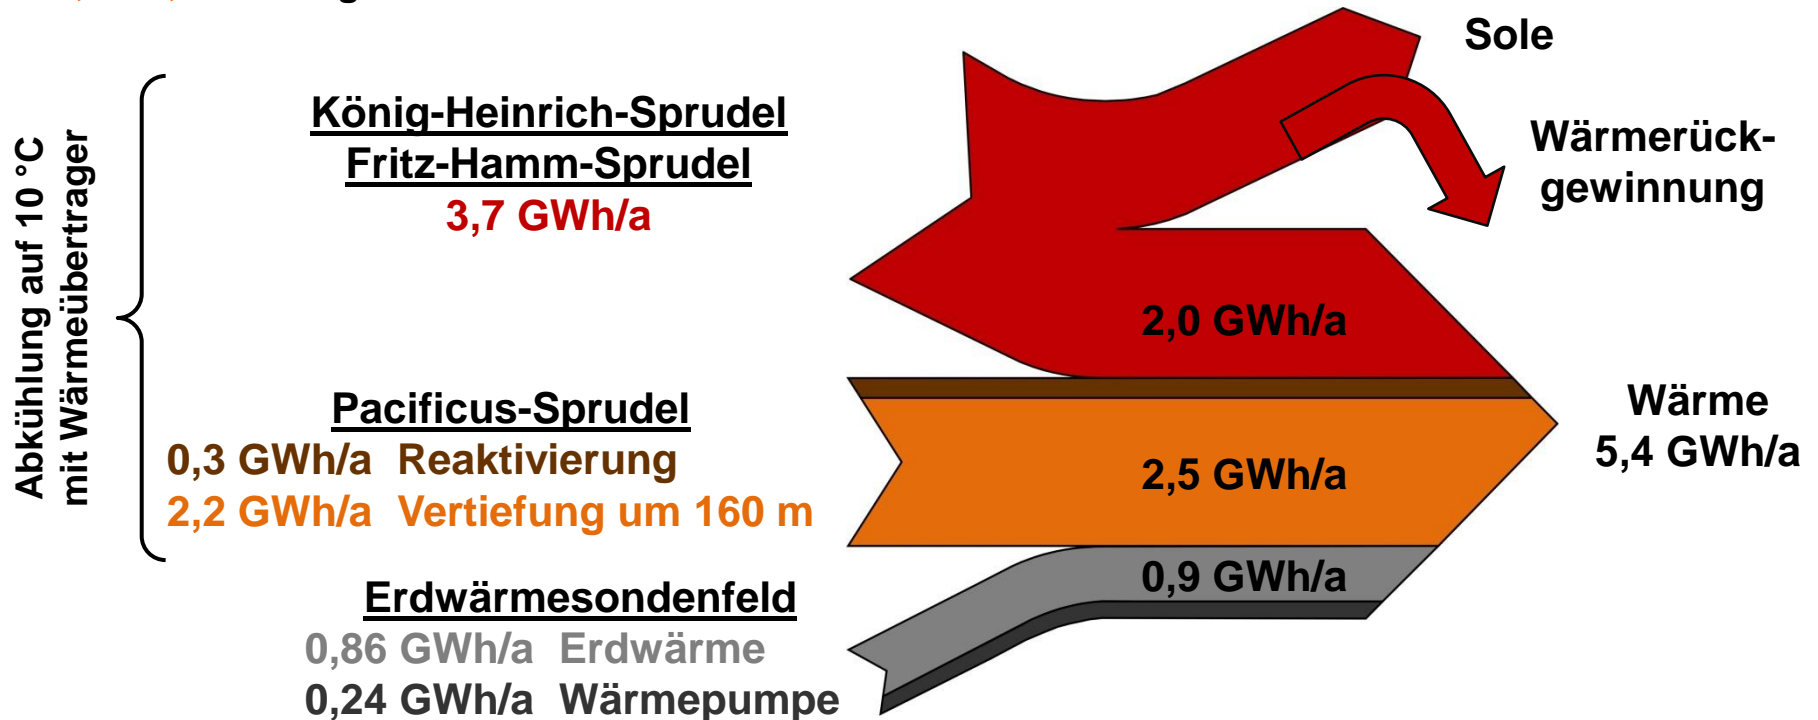 Abkühlung auf 10 °C
mit Wärmeübertrager
König-Heinrich-Sprudel
Fritz-Hamm-Sprudel
3,7 GWh/a
Pacificus-Sprudel
0,3 GWh/a Reaktivierung
2,2 GWh/a Vertiefung um 160 m
Erdwärmesondenfeld
0,86 GWh/a Erdwärme
0,24 GWh/a Wärmepumpe
Sole
Wärmerück-
gewinnung
2,0 GWh/a
2,5 GWh/a
0,9 GWh/a
Wärme
5,4 GWh/a